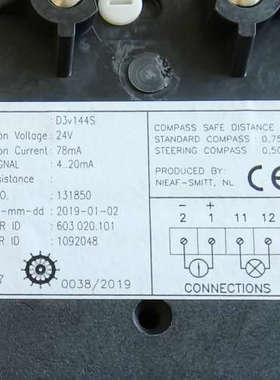 : D3v144S
on Voltage: 24V
on Current: 78mA
GNAL : 4..20mA
sistance :
O. : 131850
-mm-dd : 2019-01-02
R ID : 603 020.101
R ID : 1092048
0038/2019
COMPASS SAFE DISTANCE
STANDARD COMPASS : 0,75
STEERING COMPASS : 0,50
PRODUCED BY:
NIEAF-SMITT, NL
CE
- +
2 1 11 12
CONNECTIONS